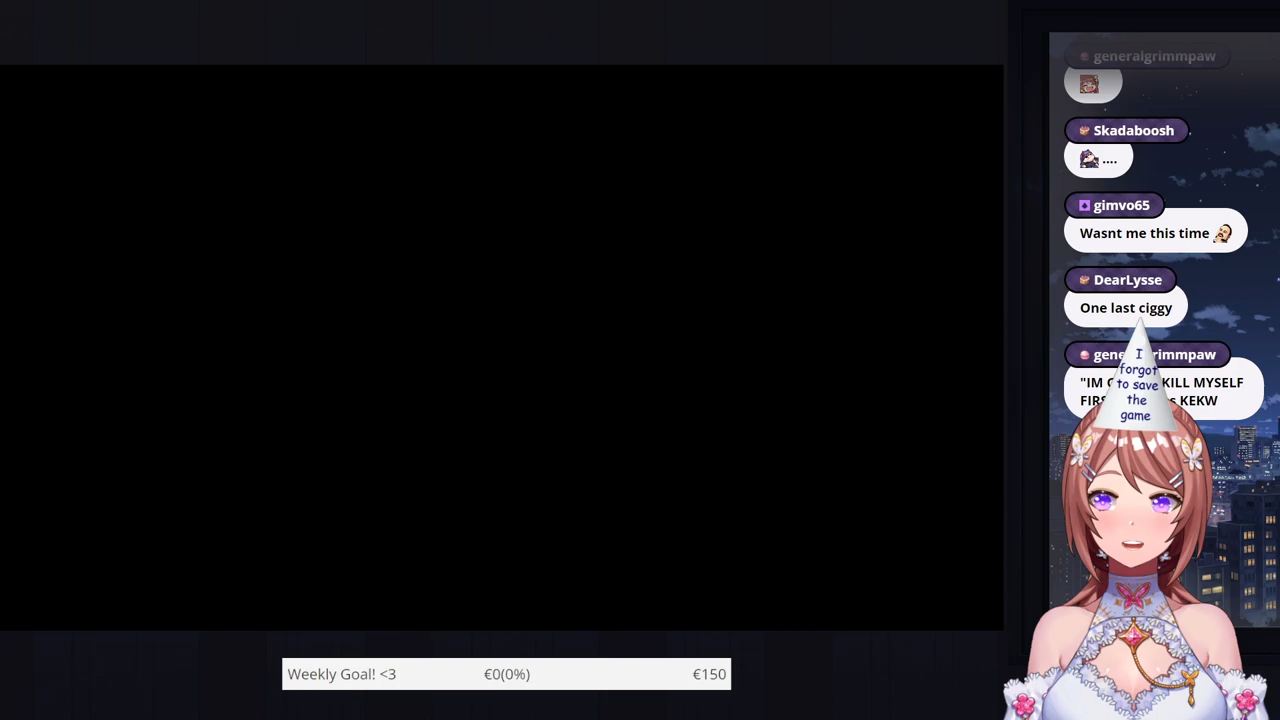 generalgrimmpaw
Skadaboosh
....
gimvo65
Wasnt me this time
DearLysse
One last ciggy
gene rimmpaw
"IM KILL MYSELF
FIRS KEKW
I
forgot
to save
the
game
Weekly Goal! <3 €0(0%) €150